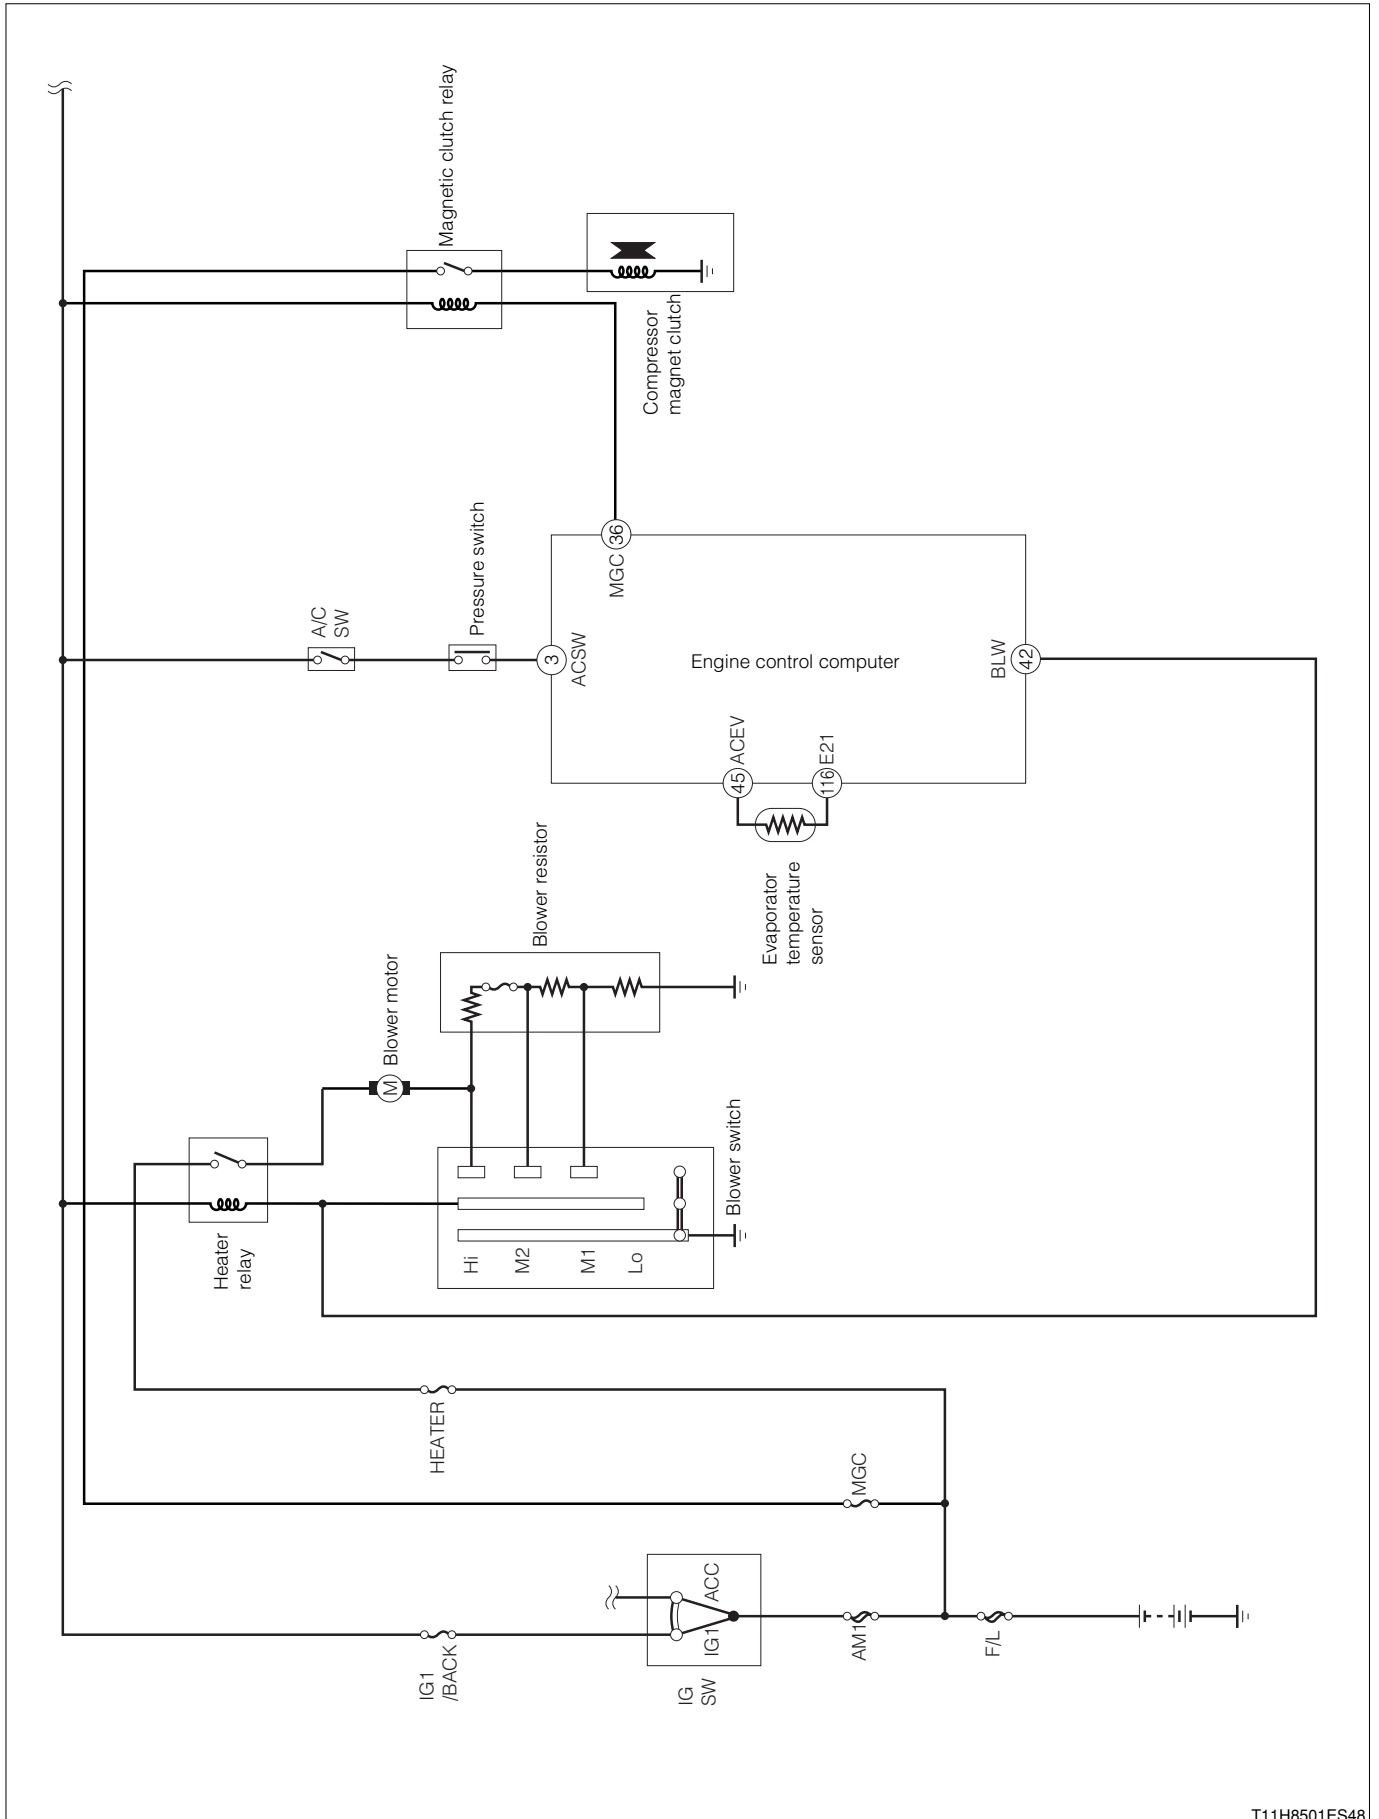 Magnetic clutch relay
Compressor
magnet clutch
Pressure switch
A/C
SW
36
MGC
3
ACSW
Engine control computer
BLW
42
45
ACEV
116
E21
Evaporator
temperature
sensor
Blower resistor
Blower motor
M
Blower switch
Heater
relay
Hi
M2
M1
Lo
HEATER
MGC
IG1
/BACK
IG1
ACC
IG
SW
AM1
F/L
T11H8501ES48